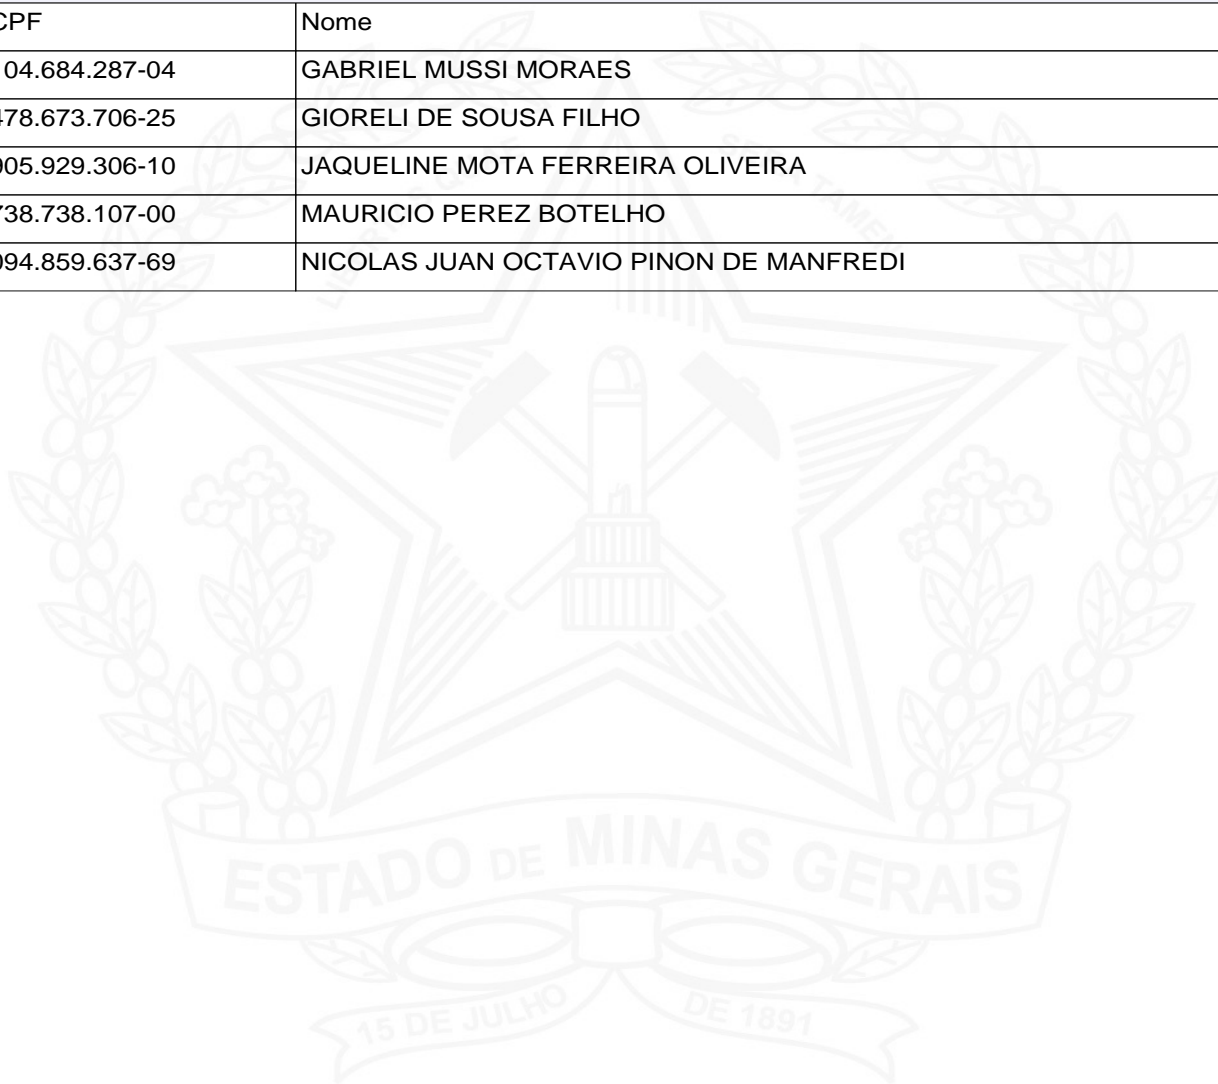 CPF Nome
04.684.287-04 GABRIEL MUSSI MORAES
478.673.706-25 GIORELI DE SOUSA FILHO
905.929.306-10 JAQUELINE MOTA FERREIRA OLIVEIRA
738.738.107-00 MAURICIO PEREZ BOTELHO
094.859.637-69 NICOLAS JUAN OCTAVIO PINON DE MANFREDI
ESTADO DE MINAS GERAIS
15 DE JULHO DE 1891